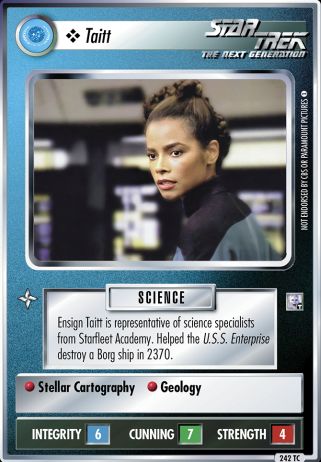 ❖ Taitt
STAR TREK
THE NEXT GENERATION
NOT ENDORSED BY CBS OR PARAMOUNT PICTURES
SCIENCE
Ensign Taitt is representative of science specialists
from Starfleet Academy. Helped the U.S.S. Enterprise
destroy a Borg ship in 2370.
Stellar Cartography Geology
INTEGRITY 6 CUNNING 7 STRENGTH 4
242 TC